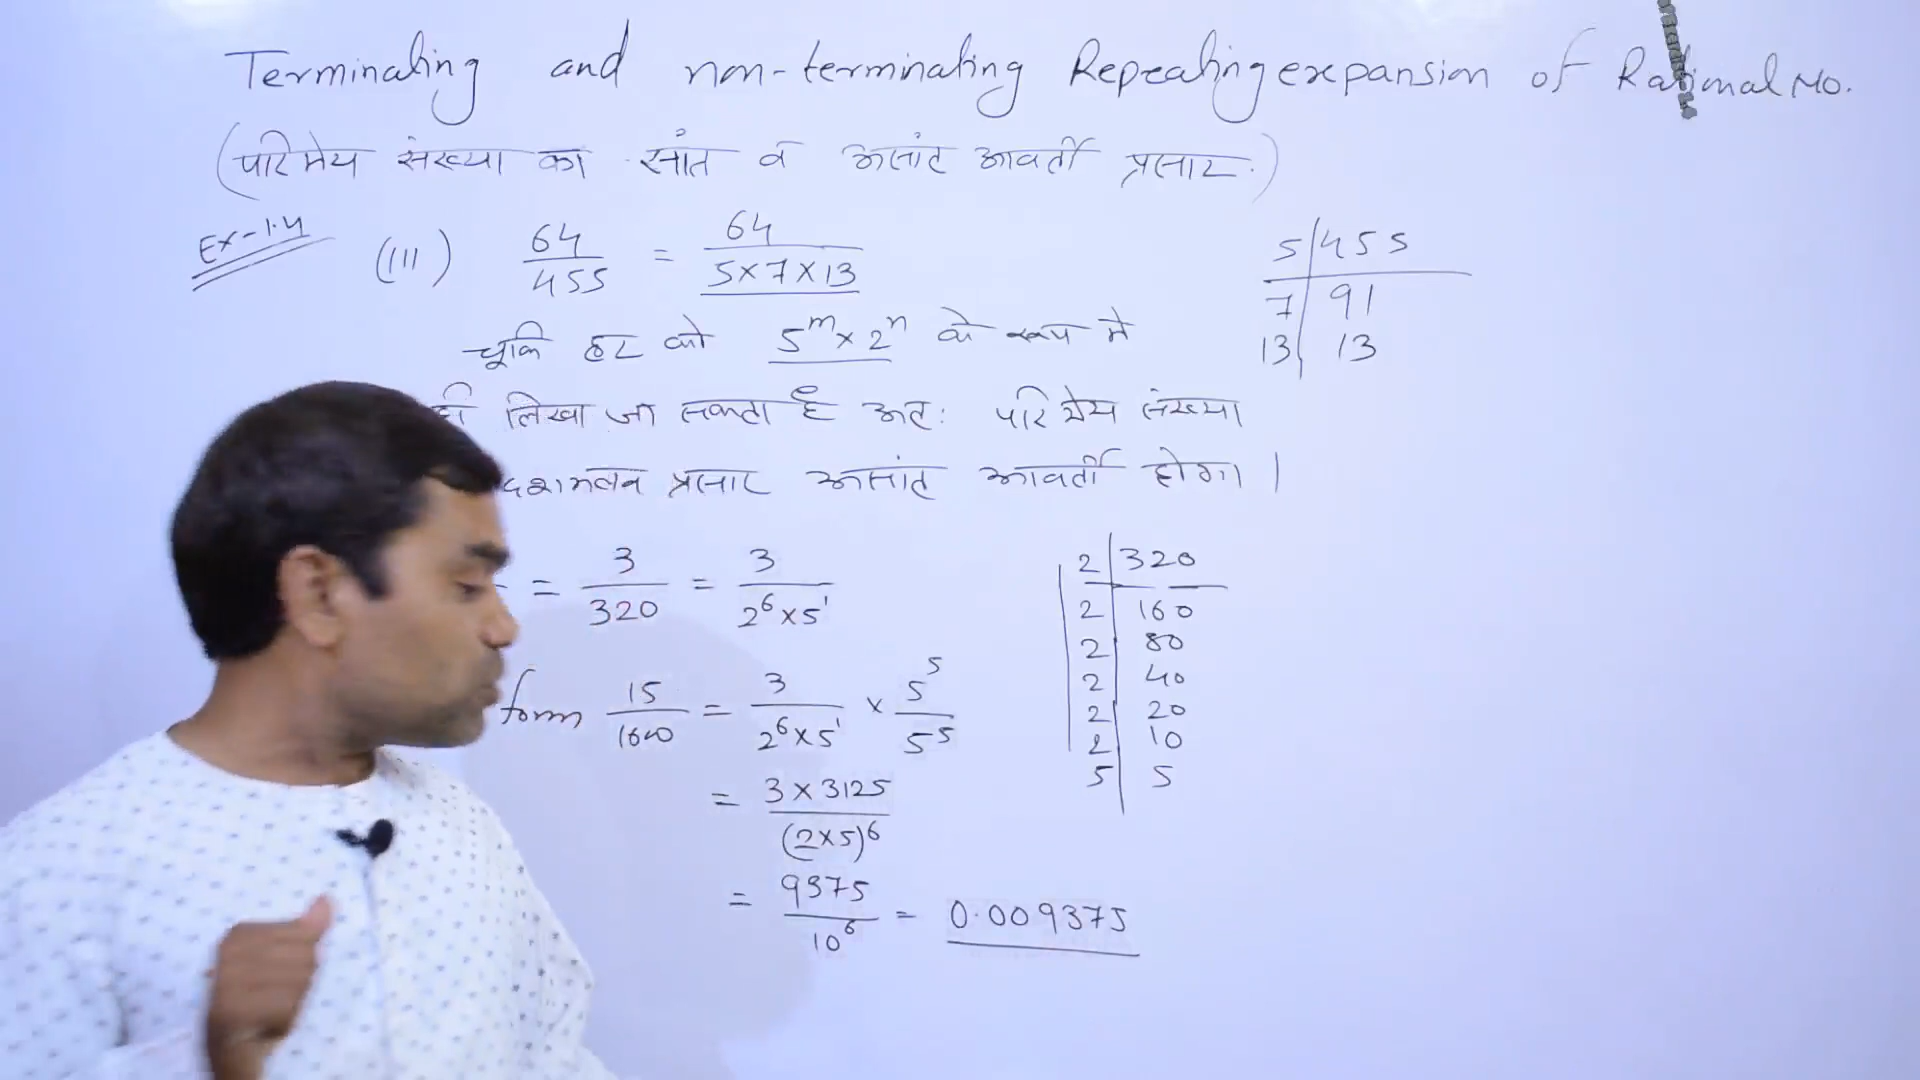 Terminating and non-terminating Repeating expansion of Rational No.
(परिमेय संख्या का सांत व असांत आवर्ती प्रसार.)
Ex-1.4 (III) 64/455 = 64/5×7×13
5|455
7|91
13|13
चूंकि हर को 5^m × 2^n के रूप मे
लिखा जा सकता है अतः परिमेय संख्या
दशमलव प्रसार असांत आवर्ती होगा।
= 3/320 = 3/2^6×5^1
form 15/1600 = 3/2^6×5^1 × 5^5/5^5
= 3×3125/(2×5)^6
= 9375/10^6 = 0.009375
2|320
2|160
2|80
2|40
2|20
2|10
5|5